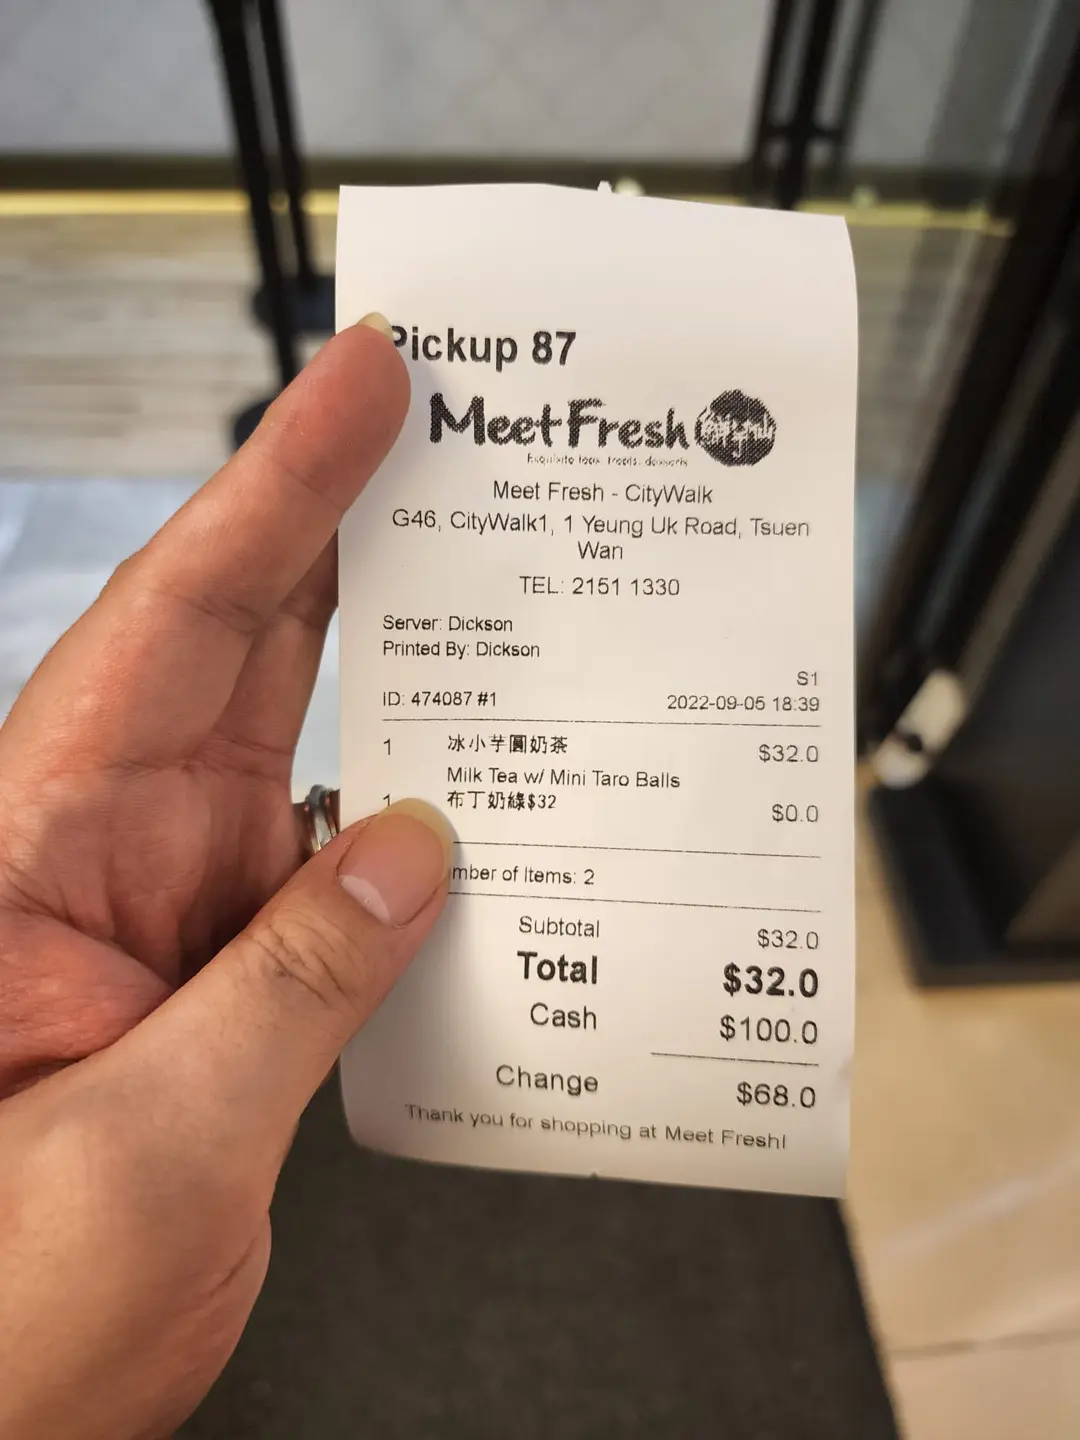 Pickup 87
Meet Fresh 鮮芋仙
Meet Fresh - CityWalk
G46, CityWalk1, 1 Yeung Uk Road, Tsuen
Wan
TEL: 2151 1330
Server: Dickson
Printed By: Dickson
S1
ID: 474087 #1 2022-09-05 18:39
1 冰小芋圓奶茶 $32.0
Milk Tea w/ Mini Taro Balls
1 布丁奶綠$32 $0.0
mber of Items: 2
Subtotal $32.0
Total $32.0
Cash $100.0
Change $68.0
Thank you for shopping at Meet Fresh!